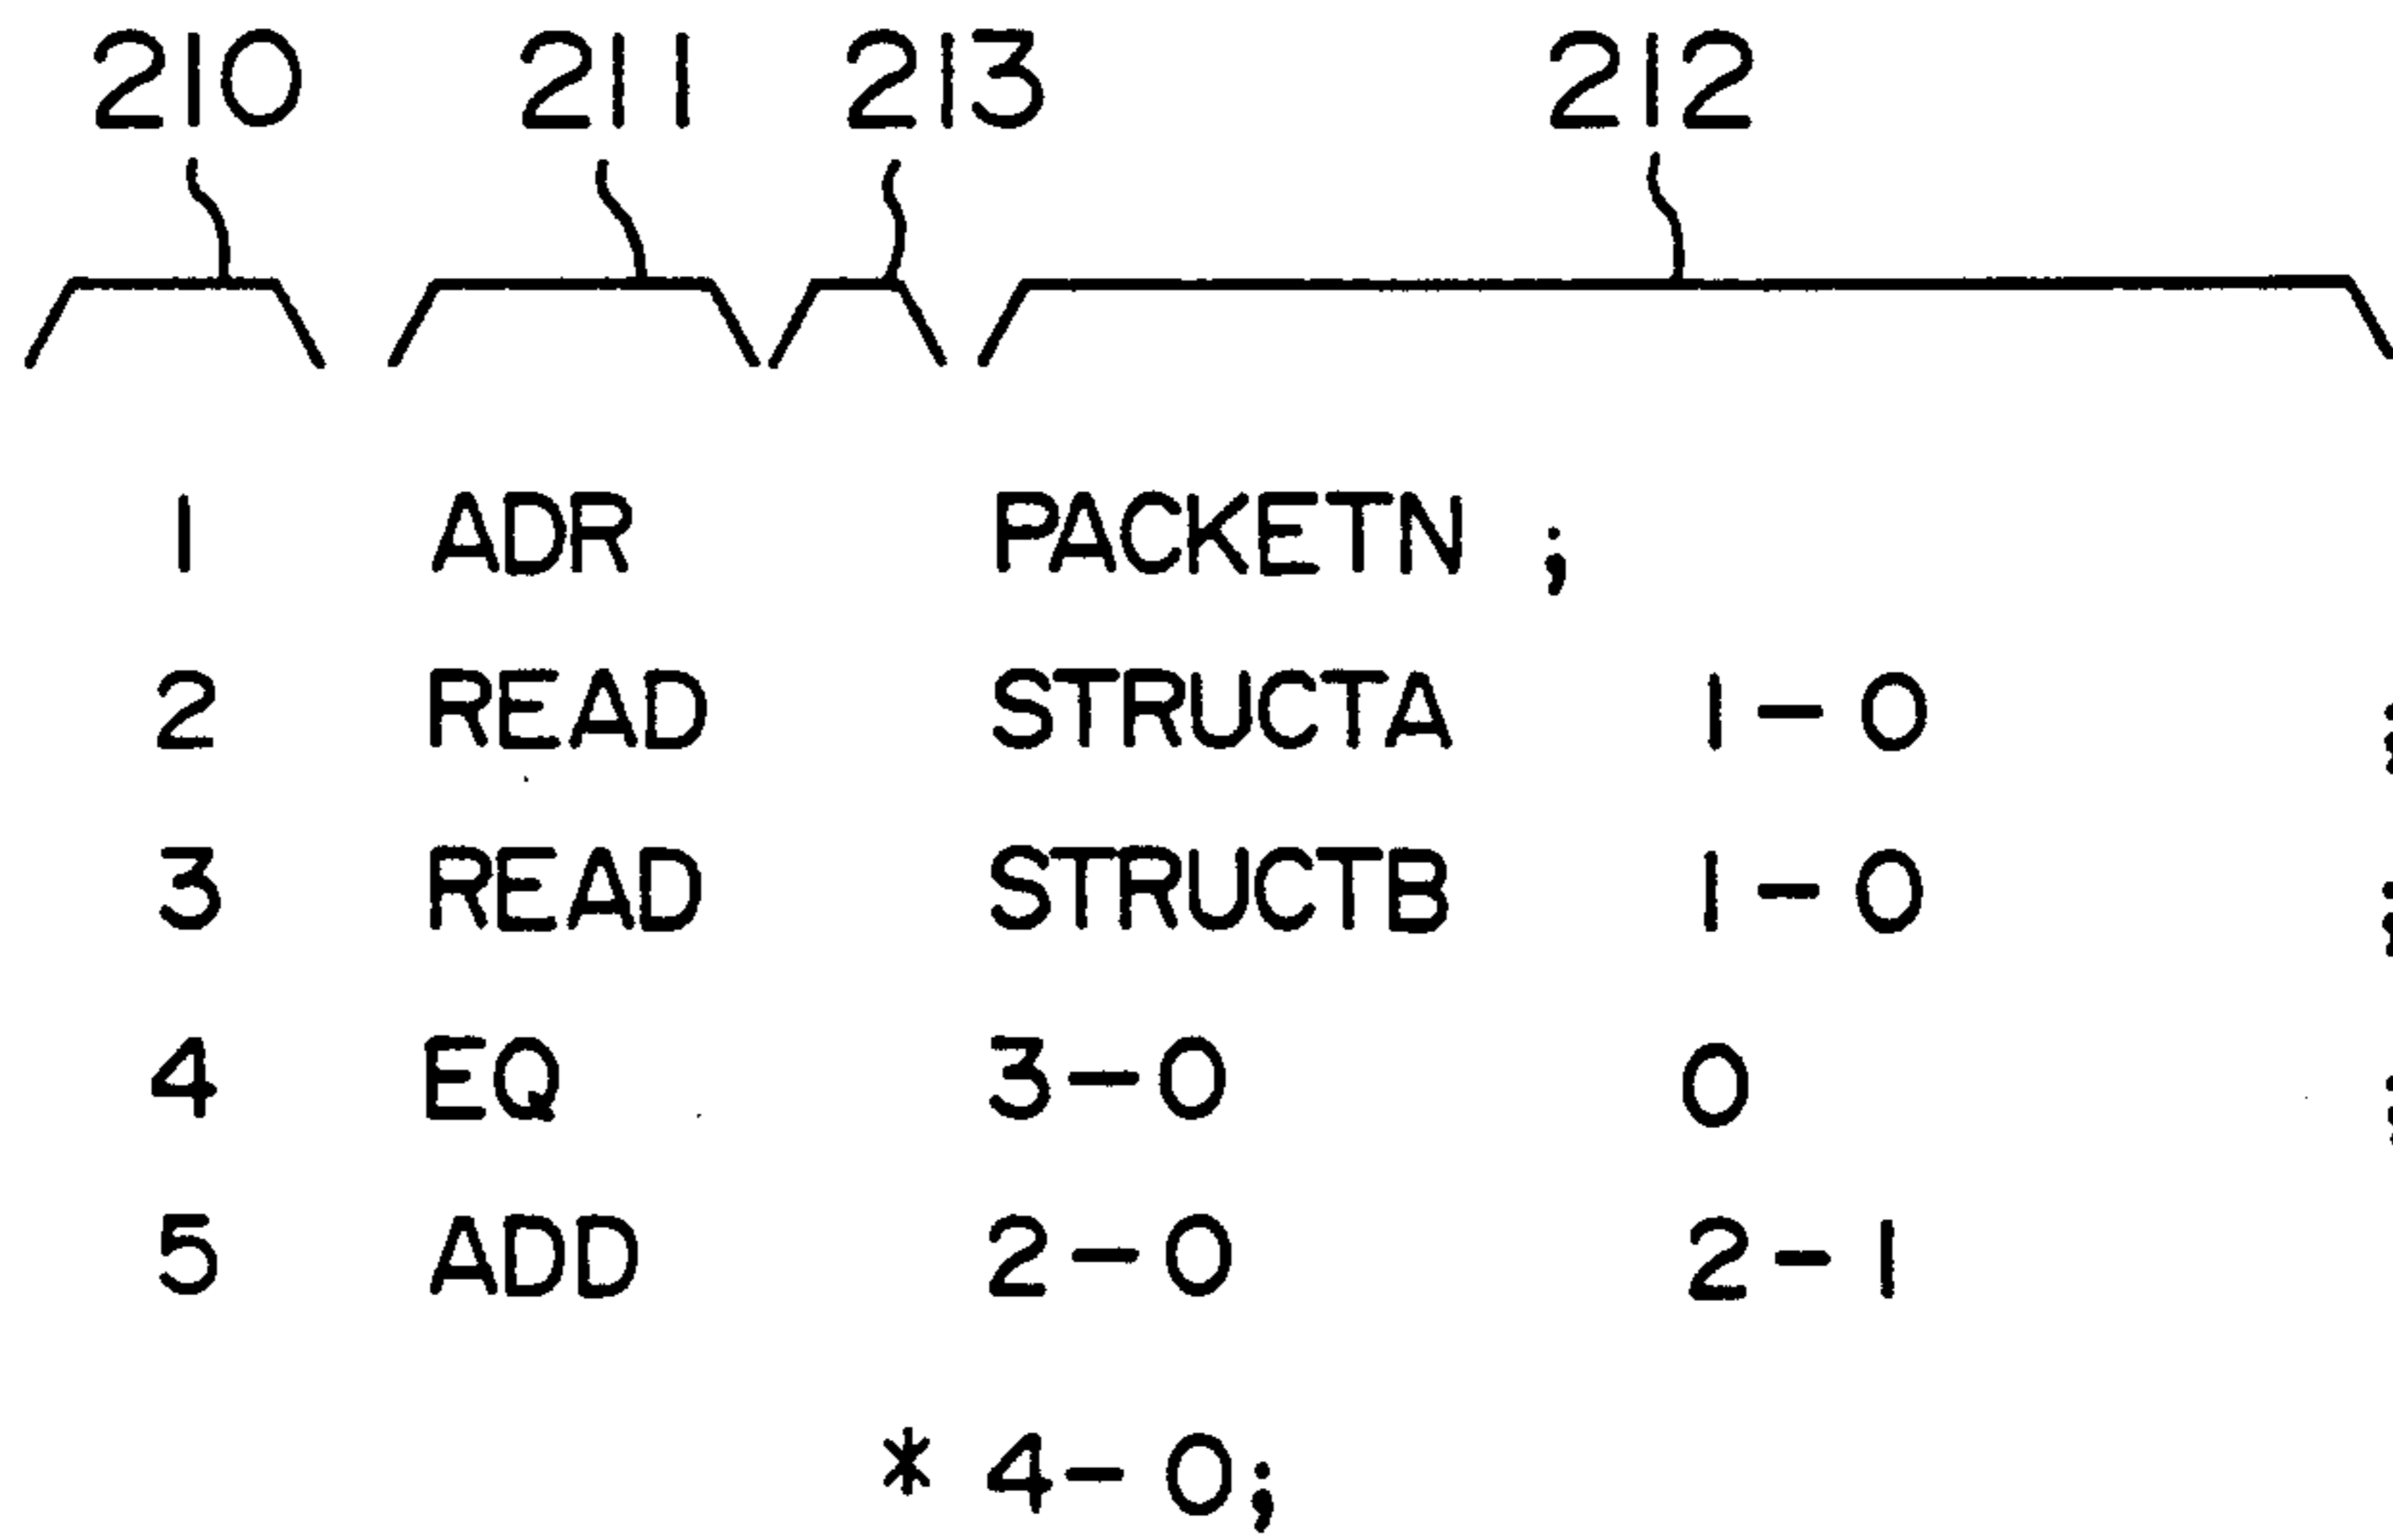 210 211 213 212
1 ADR PACKETN ;
2 READ STRUCTA 1-0 ;
3 READ STRUCTB 1-0 ;
4 EQ 3-0 0 ;
5 ADD 2-0 2-1
* 4-0;